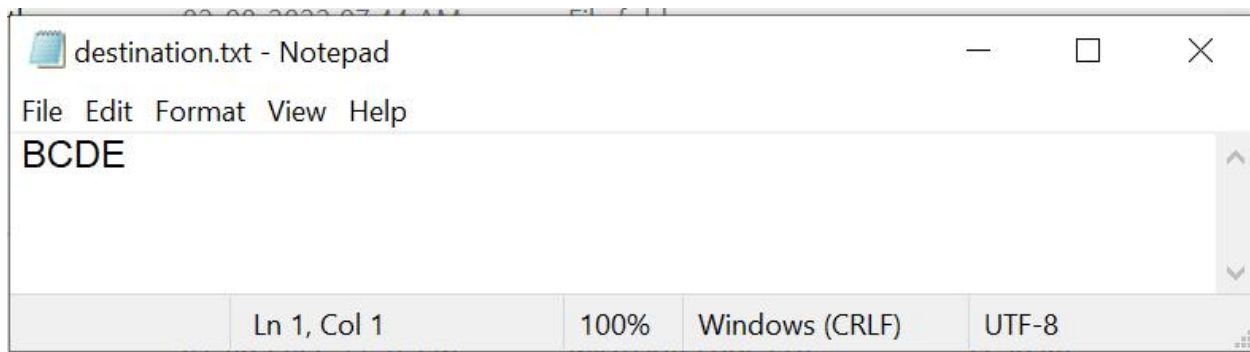 destination.txt - Notepad
File Edit Format View Help
BCDE
Ln 1, Col 1 100% Windows (CRLF) UTF-8